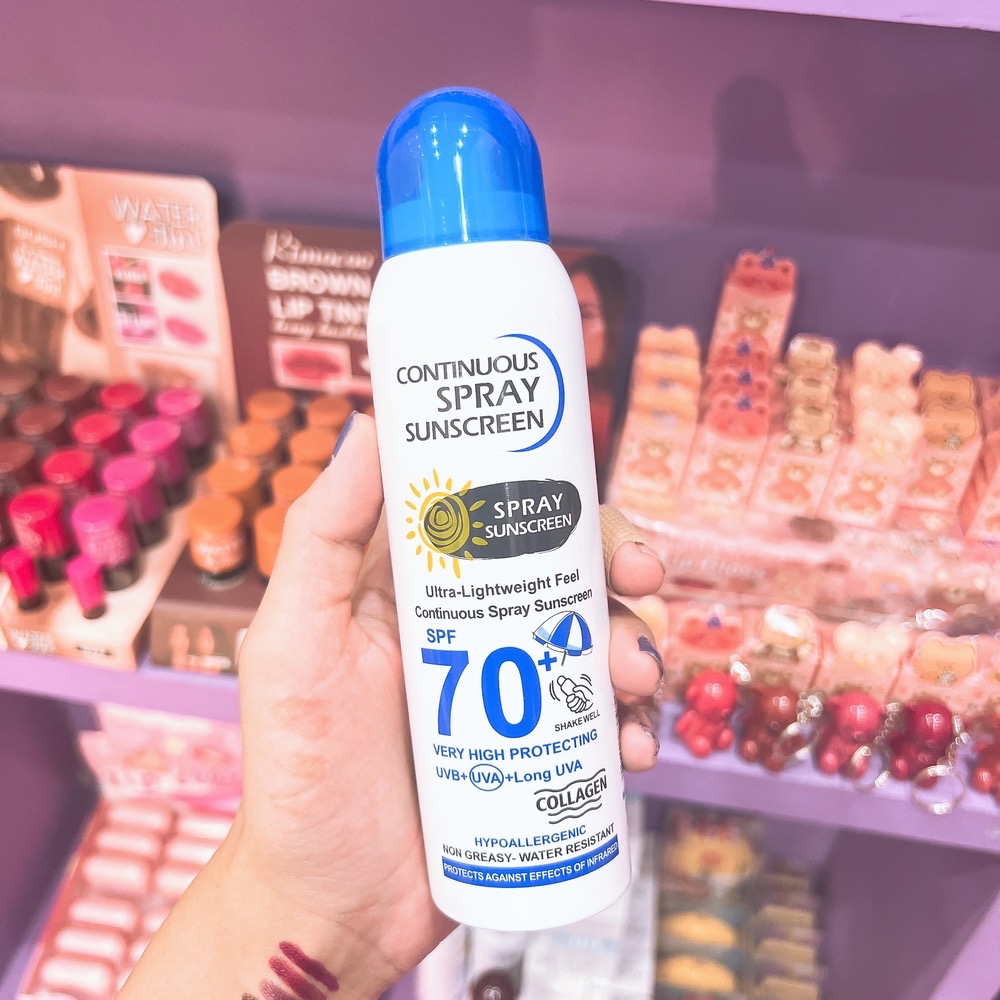 CONTINUOUS
SPRAY
SUNSCREEN
SPRAY
SUNSCREEN
Ultra-Lightweight Feel
Continuous Spray Sunscreen
SPF
70+
SHAKE WELL
VERY HIGH PROTECTING
UVB+UVA+Long UVA
COLLAGEN
HYPOALLERGENIC
NON GREASY- WATER RESISTANT
PROTECTS AGAINST EFFECTS OF INFRARED
BROWN
LIP TINT